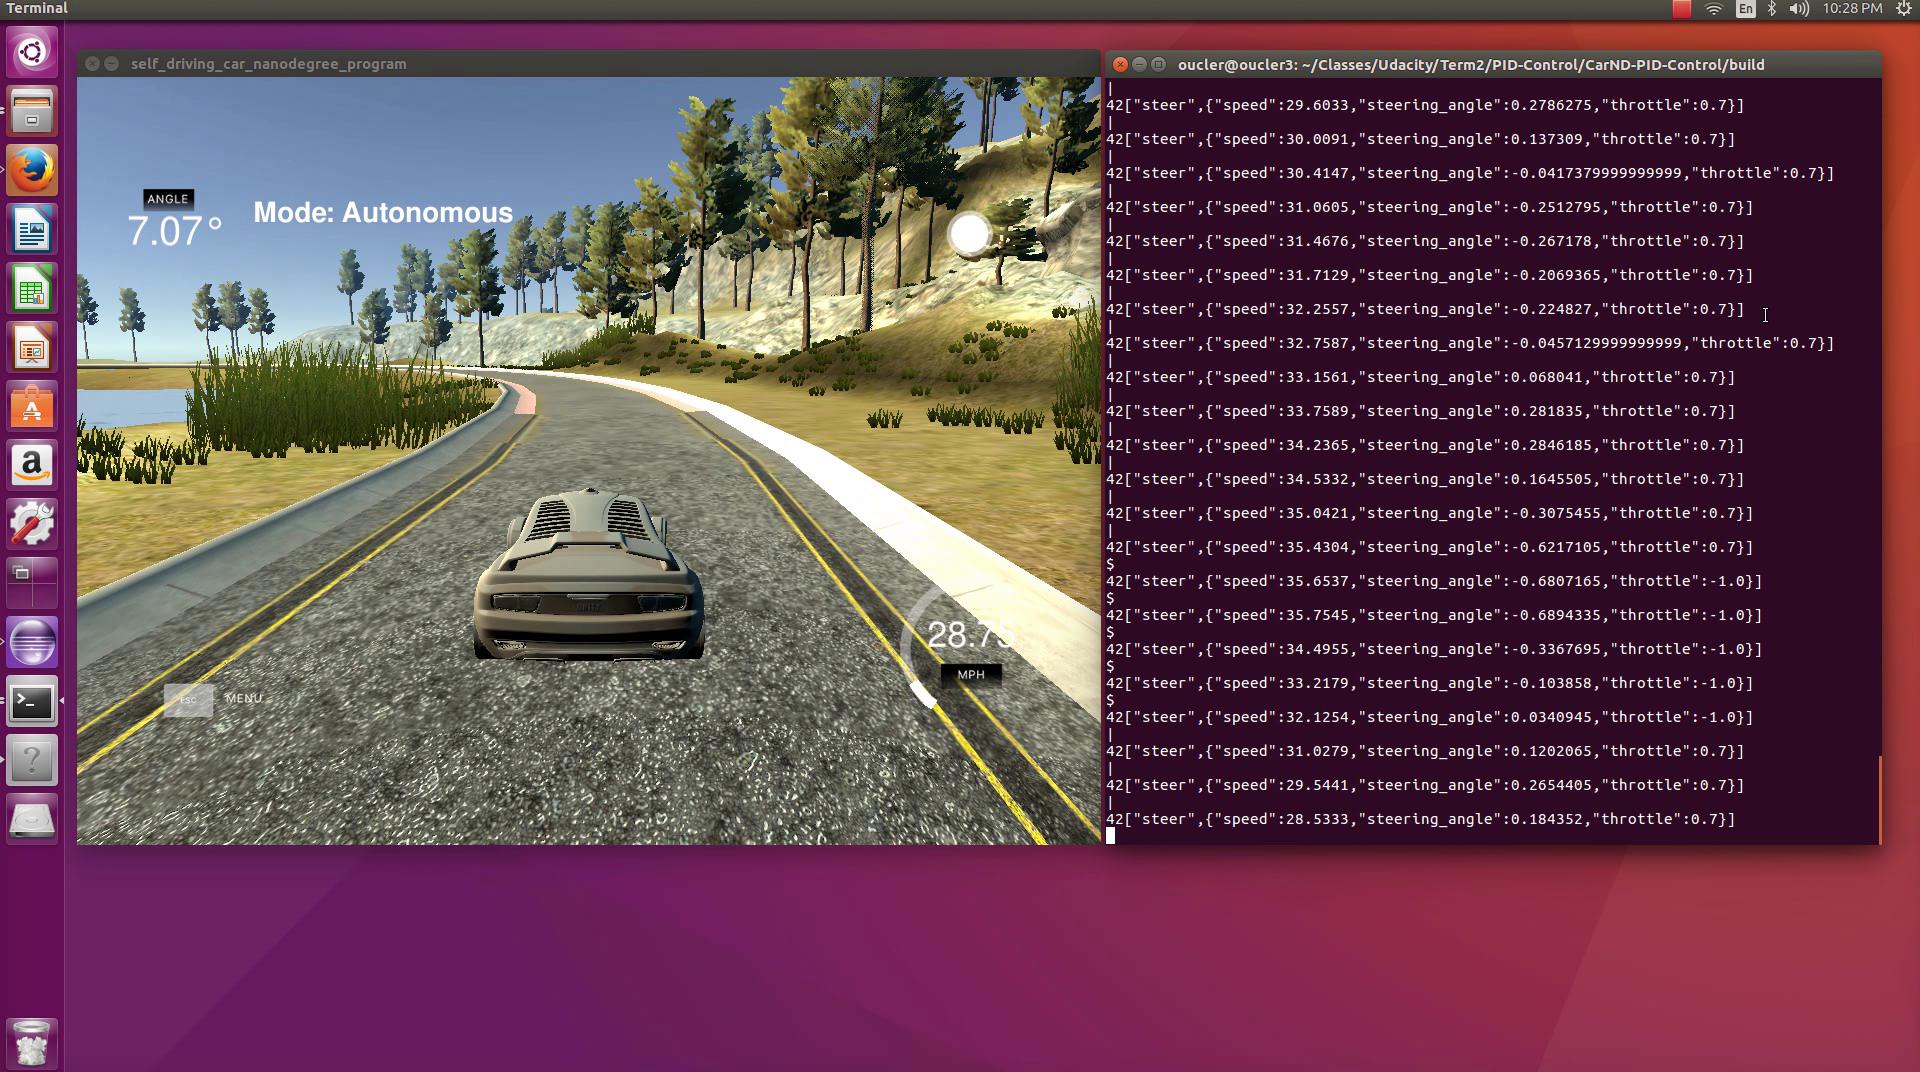 Terminal
En
10:28 PM
self_driving_car_nanodegree_program
ANGLE
7.07°
Mode: Autonomous
28.75
MPH
ESC
MENU
oucler@oucler3: ~/Classes/Udacity/Term2/PID-Control/CarND-PID-Control/build
|
42["steer",{"speed":29.6033,"steering_angle":0.2786275,"throttle":0.7}]
|
42["steer",{"speed":30.0091,"steering_angle":0.137309,"throttle":0.7}]
|
42["steer",{"speed":30.4147,"steering_angle":-0.0417379999999999,"throttle":0.7}]
|
42["steer",{"speed":31.0605,"steering_angle":-0.2512795,"throttle":0.7}]
|
42["steer",{"speed":31.4676,"steering_angle":-0.267178,"throttle":0.7}]
|
42["steer",{"speed":31.7129,"steering_angle":-0.2069365,"throttle":0.7}]
|
42["steer",{"speed":32.2557,"steering_angle":-0.224827,"throttle":0.7}]
|
42["steer",{"speed":32.7587,"steering_angle":-0.0457129999999999,"throttle":0.7}]
|
42["steer",{"speed":33.1561,"steering_angle":0.068041,"throttle":0.7}]
|
42["steer",{"speed":33.7589,"steering_angle":0.281835,"throttle":0.7}]
|
42["steer",{"speed":34.2365,"steering_angle":0.2846185,"throttle":0.7}]
|
42["steer",{"speed":34.5332,"steering_angle":0.1645505,"throttle":0.7}]
|
42["steer",{"speed":35.0421,"steering_angle":-0.3075455,"throttle":0.7}]
|
42["steer",{"speed":35.4304,"steering_angle":-0.6217105,"throttle":0.7}]
$
42["steer",{"speed":35.6537,"steering_angle":-0.6807165,"throttle":-1.0}]
$
42["steer",{"speed":35.7545,"steering_angle":-0.6894335,"throttle":-1.0}]
$
42["steer",{"speed":34.4955,"steering_angle":-0.3367695,"throttle":-1.0}]
$
42["steer",{"speed":33.2179,"steering_angle":-0.103858,"throttle":-1.0}]
$
42["steer",{"speed":32.1254,"steering_angle":0.0340945,"throttle":-1.0}]
|
42["steer",{"speed":31.0279,"steering_angle":0.1202065,"throttle":0.7}]
|
42["steer",{"speed":29.5441,"steering_angle":0.2654405,"throttle":0.7}]
|
42["steer",{"speed":28.5333,"steering_angle":0.184352,"throttle":0.7}]